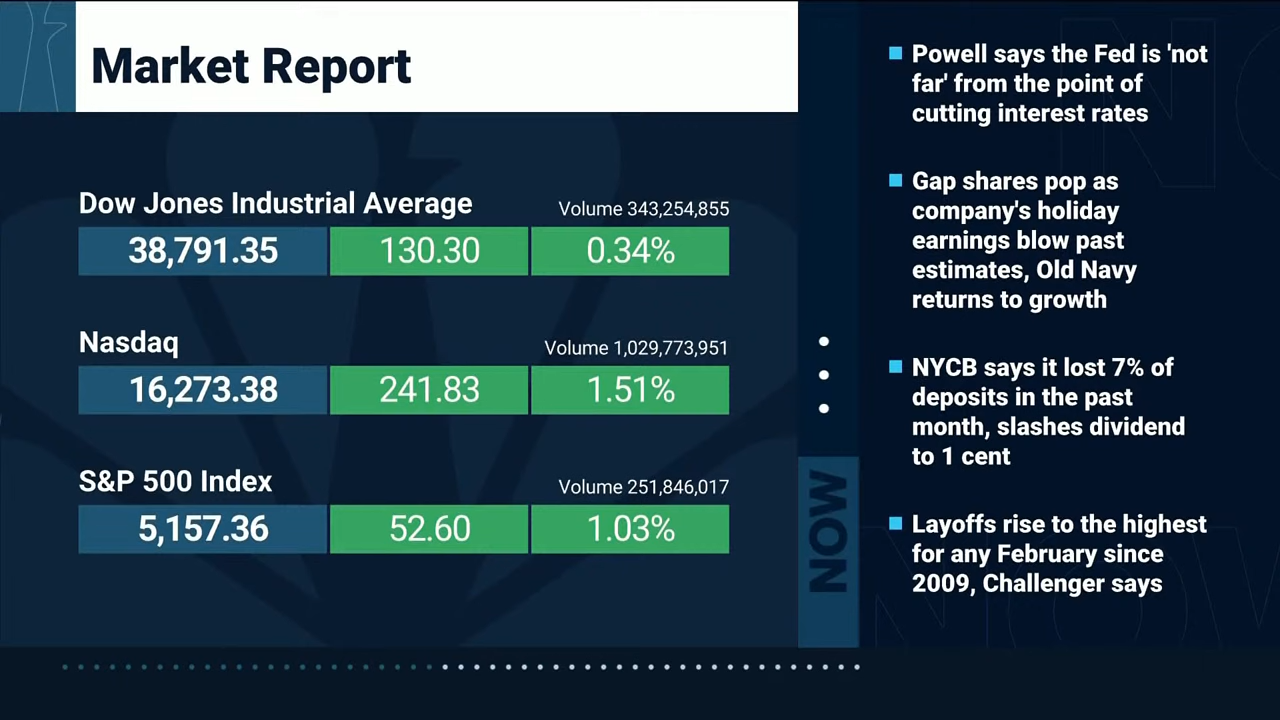 Market Report
Dow Jones Industrial Average
Volume 343,254,855
38,791.35
130.30
0.34%
Nasdaq
Volume 1,029,773,951
16,273.38
241.83
1.51%
S&P 500 Index
Volume 251,846,017
5,157.36
52.60
1.03%
NOW
Powell says the Fed is 'not
far' from the point of
cutting interest rates
Gap shares pop as
company's holiday
earnings blow past
estimates, Old Navy
returns to growth
NYCB says it lost 7% of
deposits in the past
month, slashes dividend
to 1 cent
Layoffs rise to the highest
for any February since
2009, Challenger says